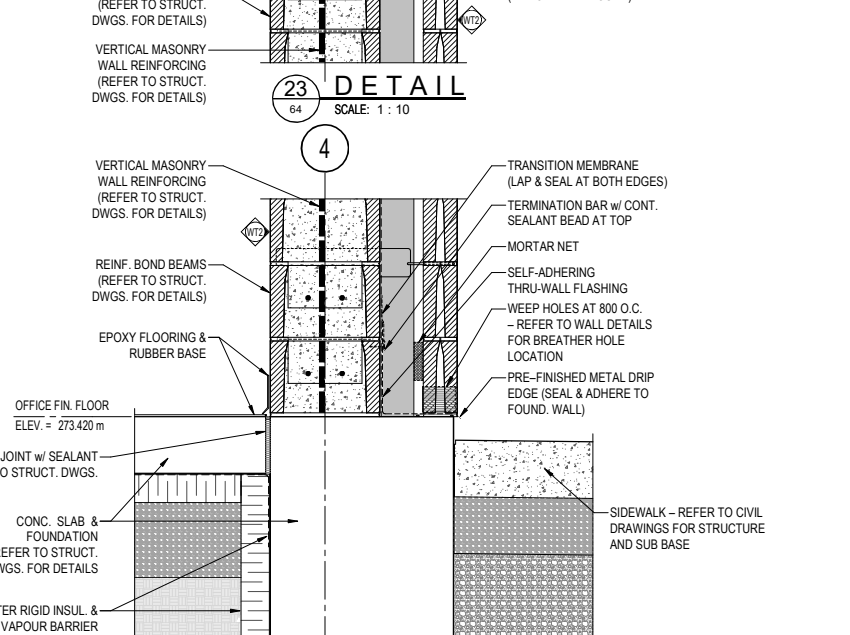 (REFER TO STRUCT.
DWGS. FOR DETAILS)
WT2
VERTICAL MASONRY
WALL REINFORCING
(REFER TO STRUCT.
DWGS. FOR DETAILS)
23
64
DETAIL
SCALE: 1 : 10
4
VERTICAL MASONRY
WALL REINFORCING
(REFER TO STRUCT.
DWGS. FOR DETAILS)
WT2
REINF. BOND BEAMS
(REFER TO STRUCT.
DWGS. FOR DETAILS)
EPOXY FLOORING &
RUBBER BASE
OFFICE FIN. FLOOR
ELEV. = 273.420 m
JOINT w/ SEALANT
TO STRUCT. DWGS.
CONC. SLAB &
FOUNDATION
REFER TO STRUCT.
DWGS. FOR DETAILS
RIGID INSUL. &
VAPOUR BARRIER
TRANSITION MEMBRANE
(LAP & SEAL AT BOTH EDGES)
TERMINATION BAR w/ CONT.
SEALANT BEAD AT TOP
MORTAR NET
SELF-ADHERING
THRU-WALL FLASHING
WEEP HOLES AT 800 O.C.
– REFER TO WALL DETAILS
FOR BREATHER HOLE
LOCATION
PRE–FINISHED METAL DRIP
EDGE (SEAL & ADHERE TO
FOUND. WALL)
SIDEWALK – REFER TO CIVIL
DRAWINGS FOR STRUCTURE
AND SUB BASE